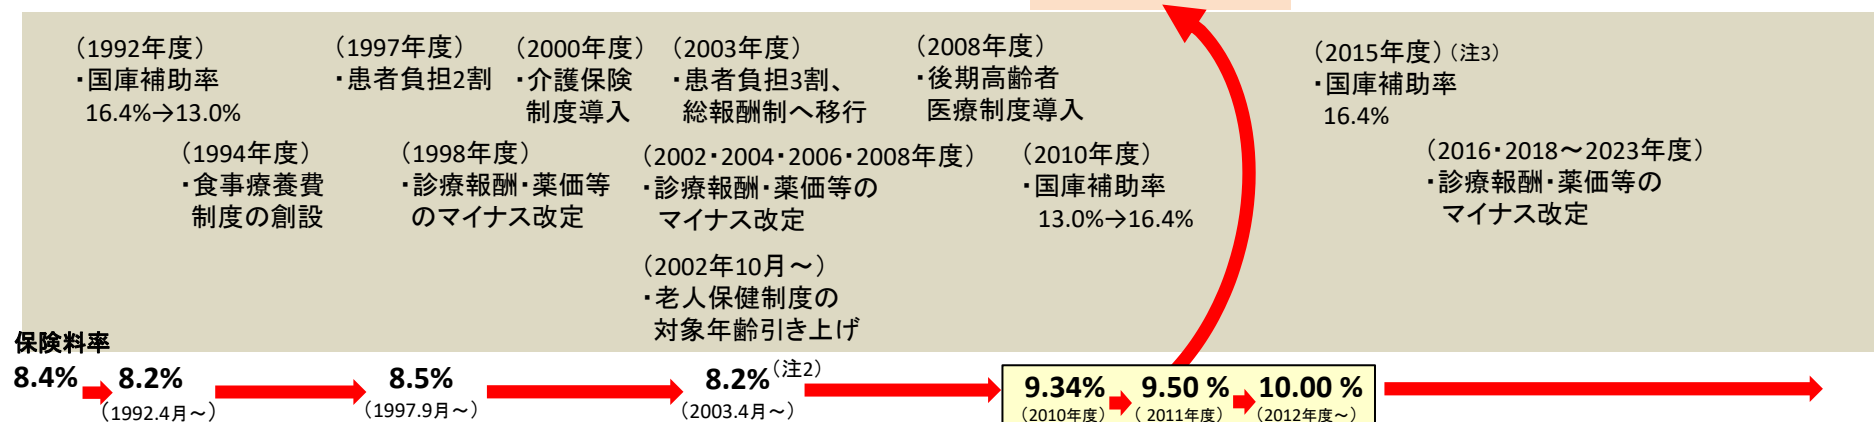 （1992年度）
・国庫補助率
16.4%→13.0%
（1994年度）
・食事療養費
制度の創設
（1997年度）
・患者負担2割
（1998年度）
・診療報酬・薬価等
のマイナス改定
（2000年度）
・介護保険
制度導入
（2003年度）
・患者負担3割、
総報酬制へ移行
（2002・2004・2006・2008年度）
・診療報酬・薬価等の
マイナス改定
（2002年10月～）
・老人保健制度の
対象年齢引き上げ
（2008年度）
・後期高齢者
医療制度導入
（2010年度）
・国庫補助率
13.0%→16.4%
（2015年度）（注3）
・国庫補助率
16.4%
（2016・2018～2023年度）
・診療報酬・薬価等の
マイナス改定
保険料率
8.4%
8.2%
（1992.4月～）
8.5%
（1997.9月～）
8.2%（注2）
（2003.4月～）
9.34%
（2010年度）
9.50 %
（ 2011年度）
10.00 %
（2012年度～）